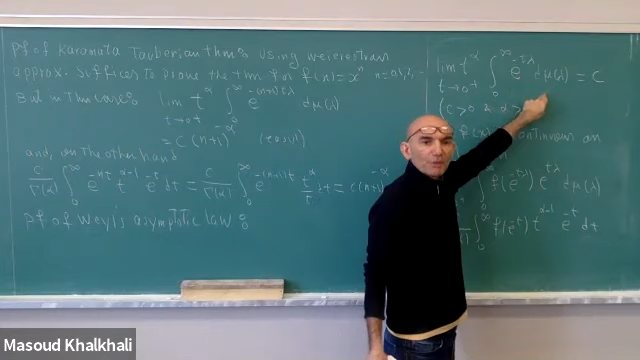 Pf of Karamata Tauberian thm: Using weierstrass
approx. suffices to prove the thm. for f(x)=x^n n=0,1,2,..
But in this case: lim t→0+ t^α ∫_0^∞ e^{-(n+1)tλ} dμ(λ)
= c(n+1)^{-α} (easy)
and, on the other hand
c/Γ(α) ∫_0^∞ e^{-nt} t^{α-1} e^{-t} dt = c/Γ(α) ∫_0^∞ e^{-(n+1)t} t^α/t dt = c(n+1)^{-α}
Pf of Weyl's asymptotic law:
lim t→0+ t^α ∫_0^∞ e^{-tλ} dμ(λ) = c
(c>0 & α>
f(x) continuous on
∫_0^∞ f(e^{-tλ}) e^{-tλ} dμ(λ)
∫_0^∞ f(e^{-t}) t^{α-1} e^{-t} dt
Masoud Khalkhali